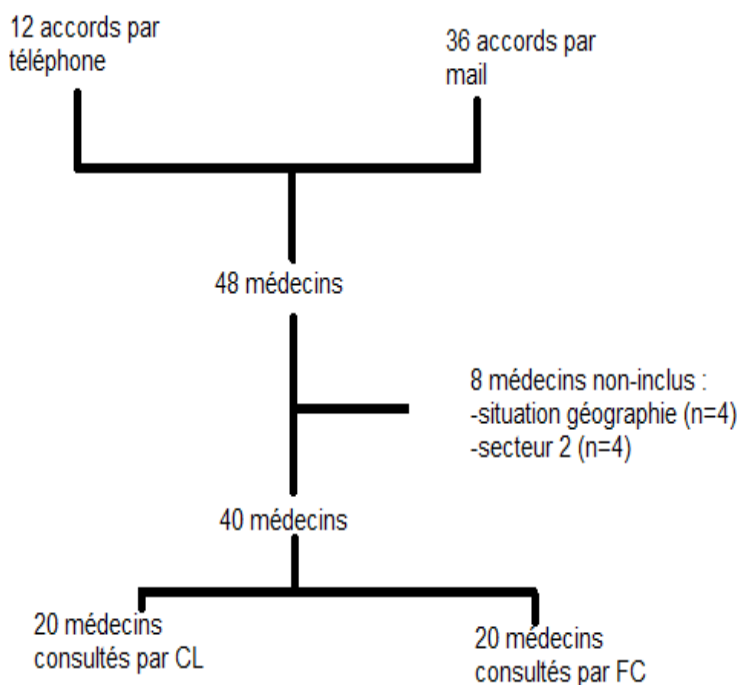 12 accords par
téléphone
36 accords par
mail
48 médecins
8 médecins non-inclus :
-situation géographie (n=4)
-secteur 2 (n=4)
40 médecins
20 médecins
consultés par CL
20 médecins
consultés par FC